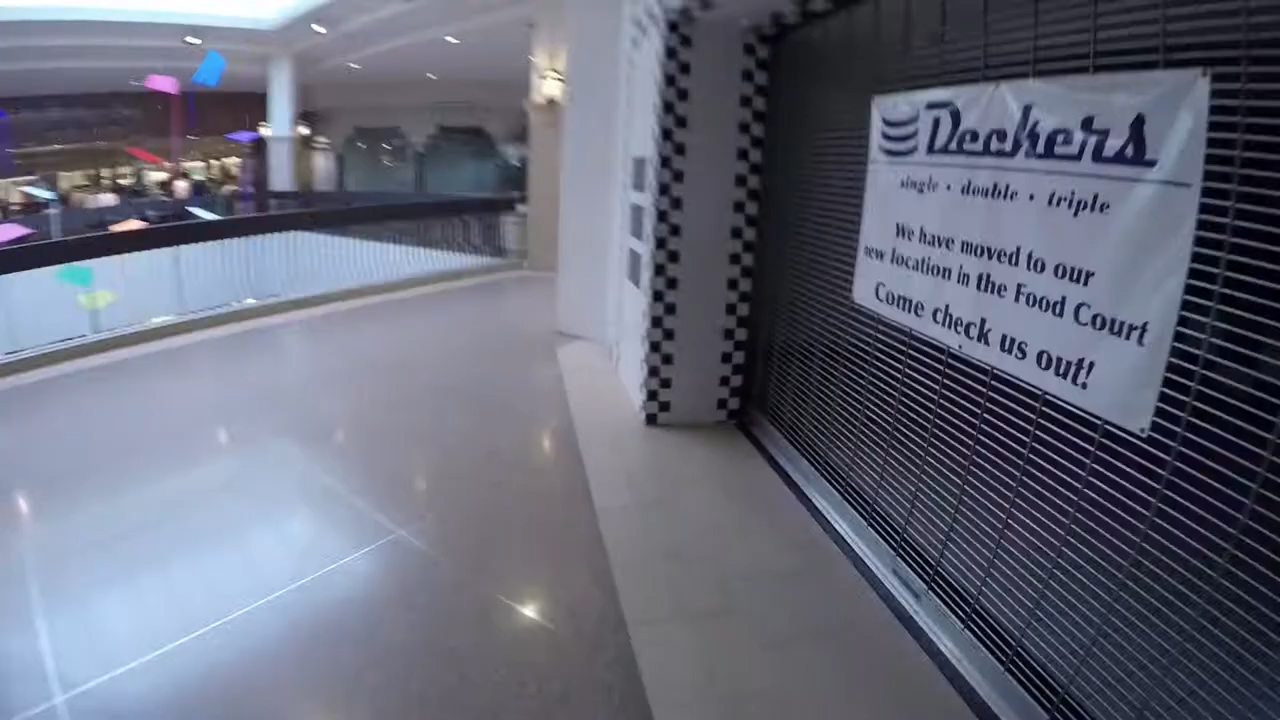 Deckers
single • double • triple
We have moved to our
new location in the Food Court
Come check us out!